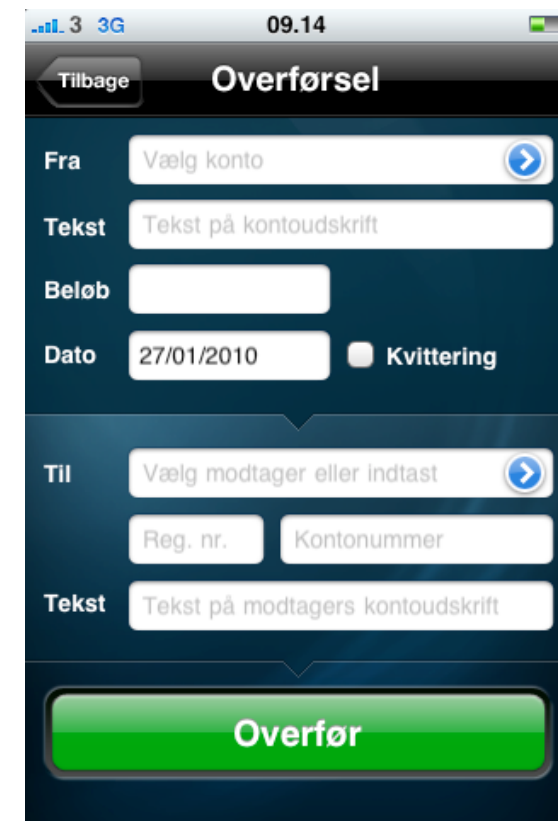 3 3G 09.14
Tilbage Overførsel
Fra Vælg konto
Tekst Tekst på kontoudskrift
Beløb
Dato 27/01/2010 Kvittering
Til Vælg modtager eller indtast
Reg. nr. Kontonummer
Tekst Tekst på modtagers kontoudskrift
Overfør